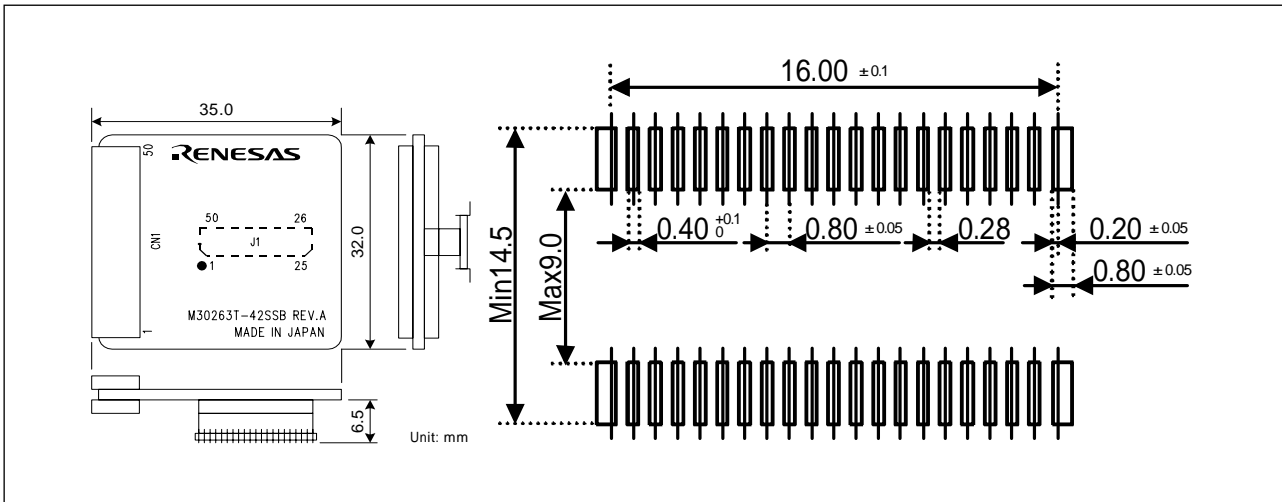 35.0
RENESAS
50
CN1
1
50 26
J1
1 25
32.0
M30263T-42SSB REV.A
MADE IN JAPAN
6.5
Unit: mm
16.00 ±0.1
Min14.5
Max9.0
0.40 +0.1 0
0.80 ±0.05
0.28
0.20 ±0.05
0.80 ±0.05